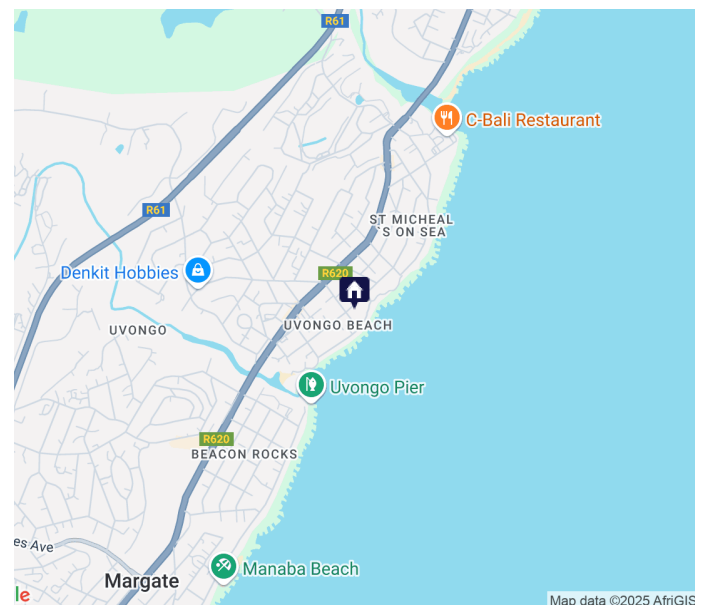 R61
C-Bali Restaurant
R61
ST MICHEAL
`S ON SEA
Denkit Hobbies
R620
UVONGO BEACH
UVONGO
Uvongo Pier
R620
BEACON ROCKS
es Ave
Manaba Beach
Margate
le
Map data ©2025 AfriGIS